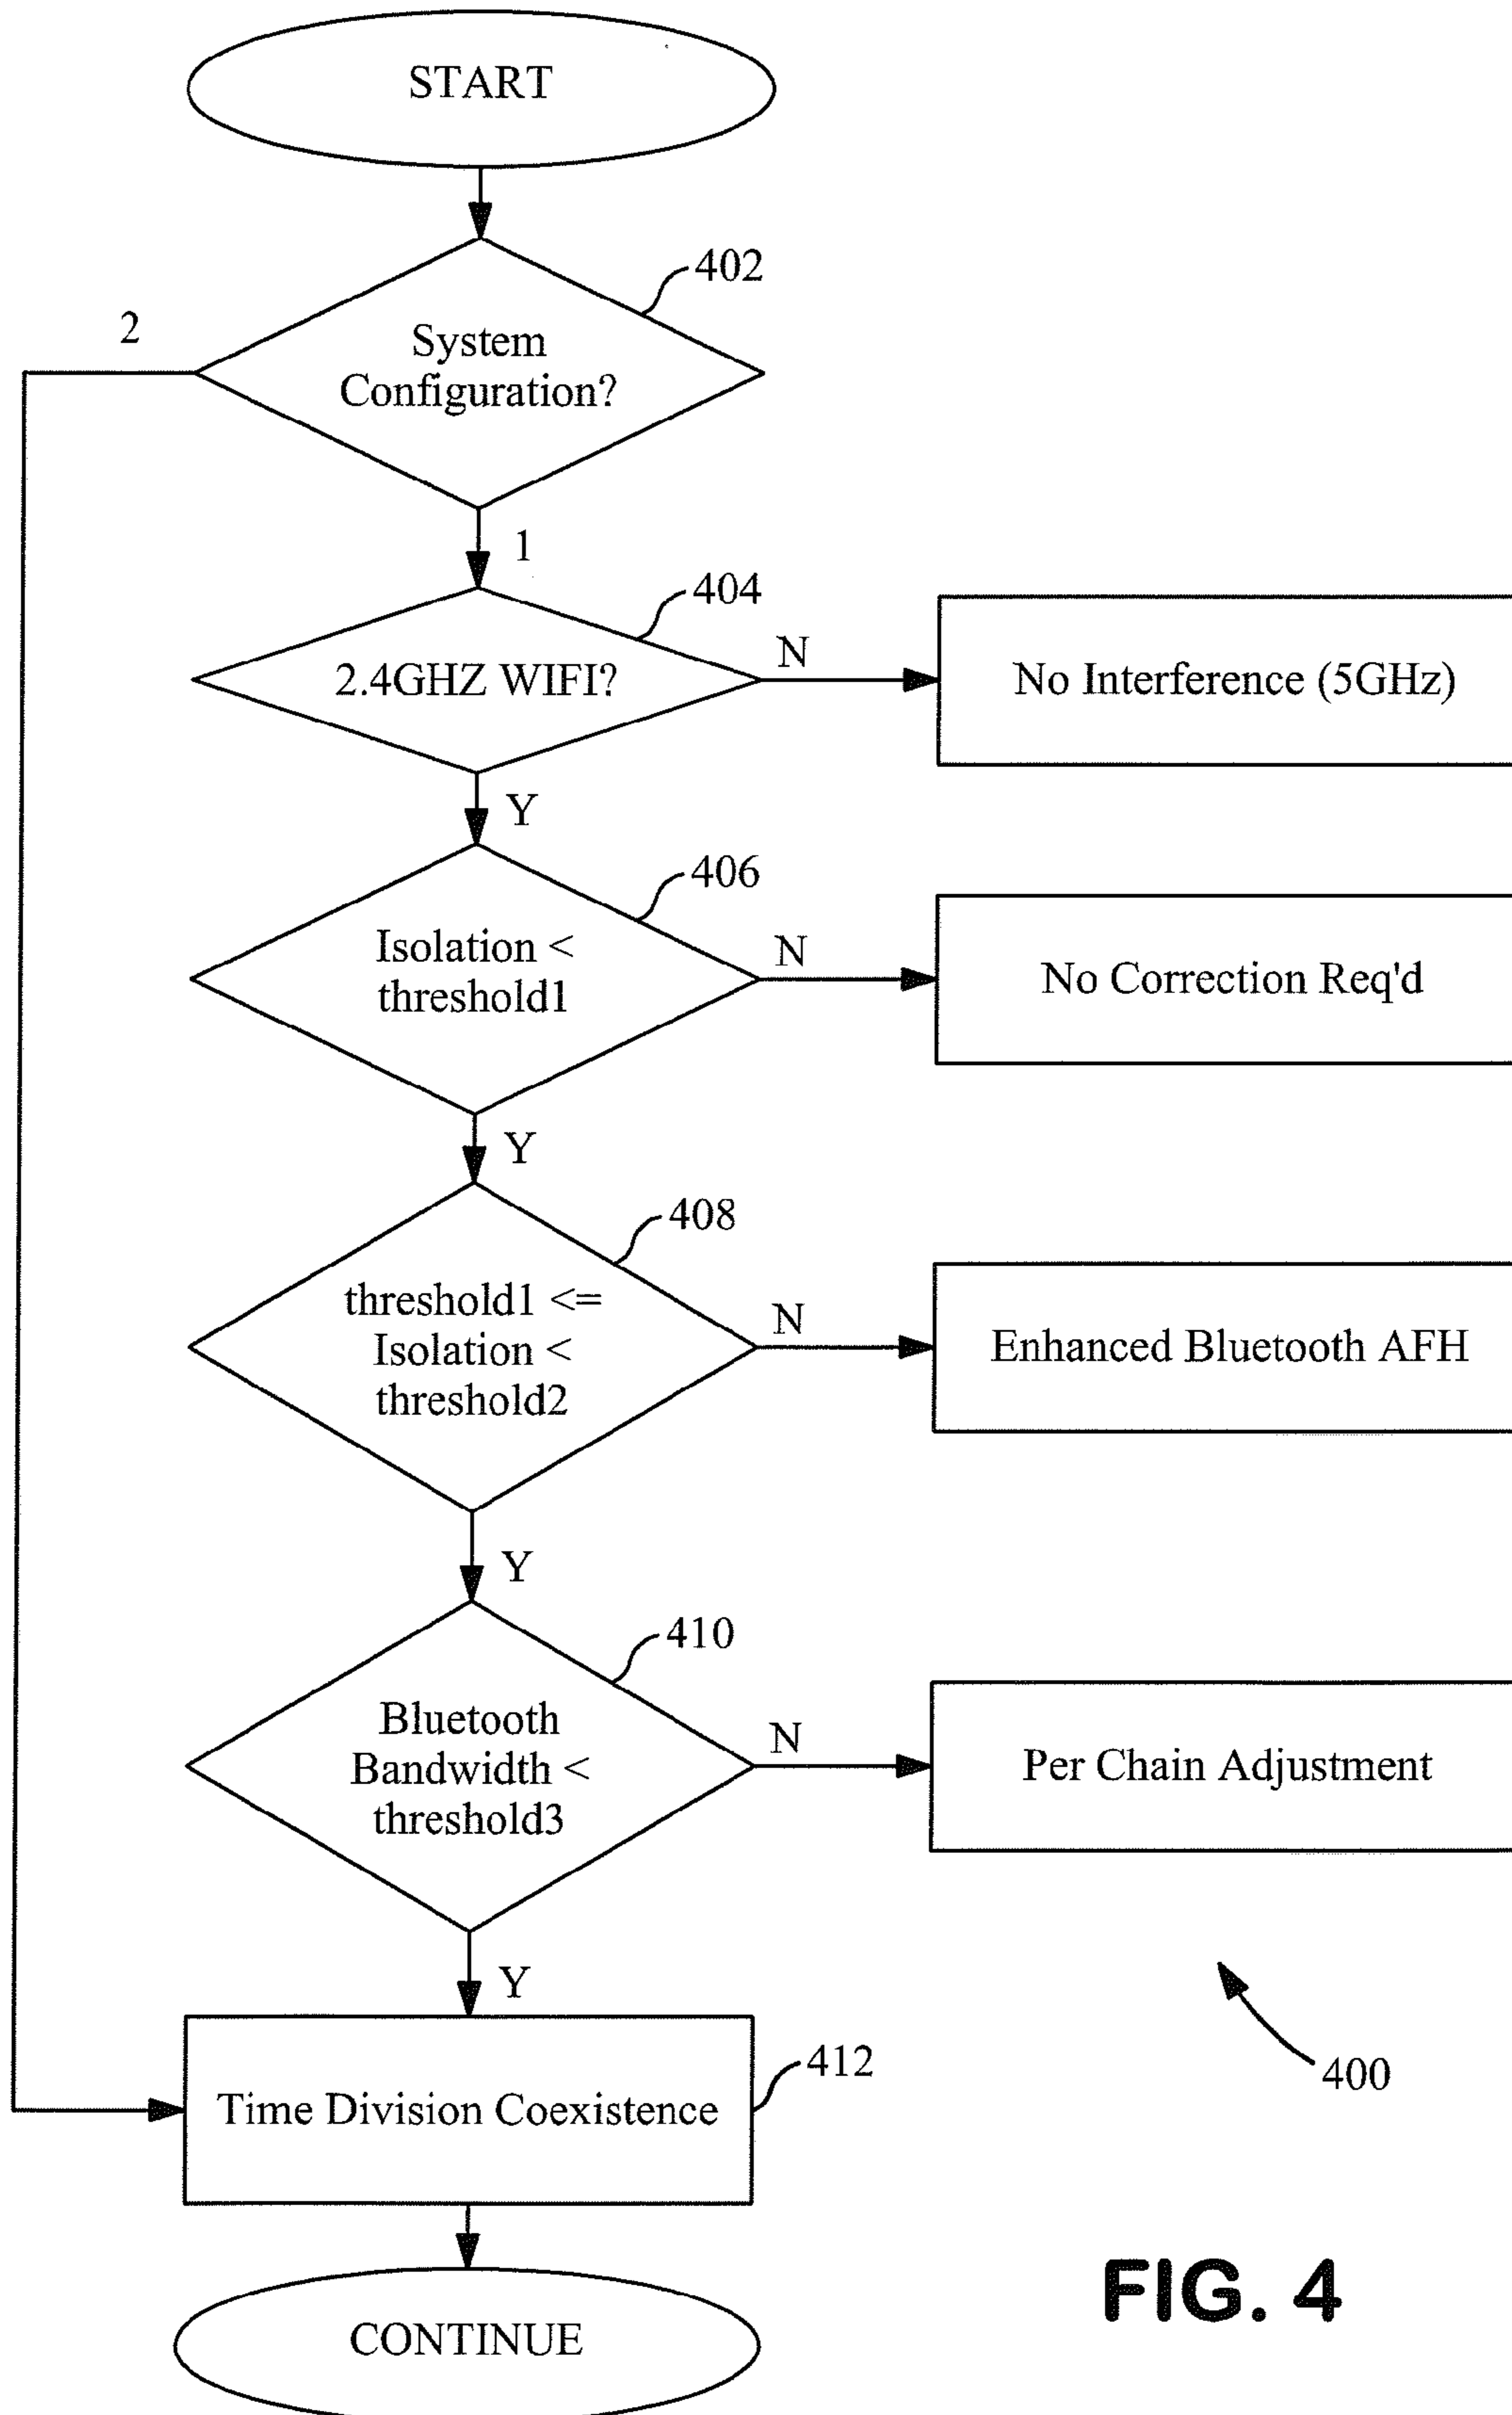 START
402
2
System
Configuration?
1
404
2.4GHZ WIFI?
N
No Interference (5GHz)
Y
406
Isolation <
threshold1
N
No Correction Req'd
Y
408
threshold1 <=
Isolation <
threshold2
N
Enhanced Bluetooth AFH
Y
410
Bluetooth
Bandwidth <
threshold3
N
Per Chain Adjustment
Y
412
Time Division Coexistence
400
CONTINUE
FIG. 4